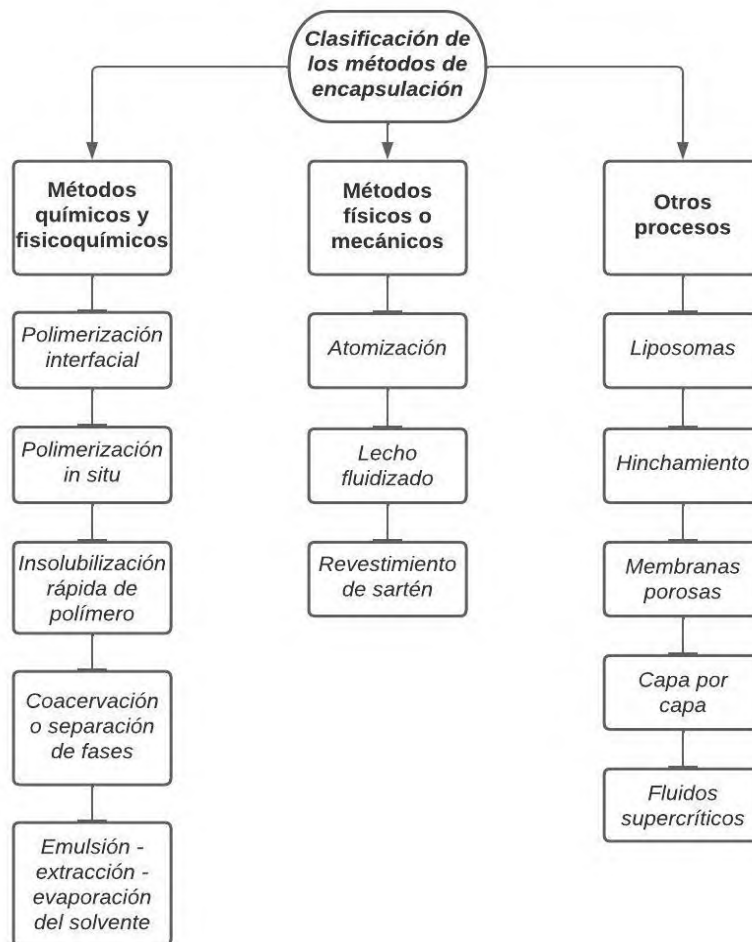 Clasificación de
los métodos de
encapsulación
Métodos
químicos y
fisicoquímicos
Polimerización
interfacial
Polimerización
in situ
Insolubilización
rápida de
polímero
Coacervación
o separación
de fases
Emulsión -
extracción -
evaporación
del solvente
Métodos
físicos o
mecánicos
Atomización
Lecho
fluidizado
Revestimiento
de sartén
Otros
procesos
Liposomas
Hinchamiento
Membranas
porosas
Capa por
capa
Fluidos
supercríticos